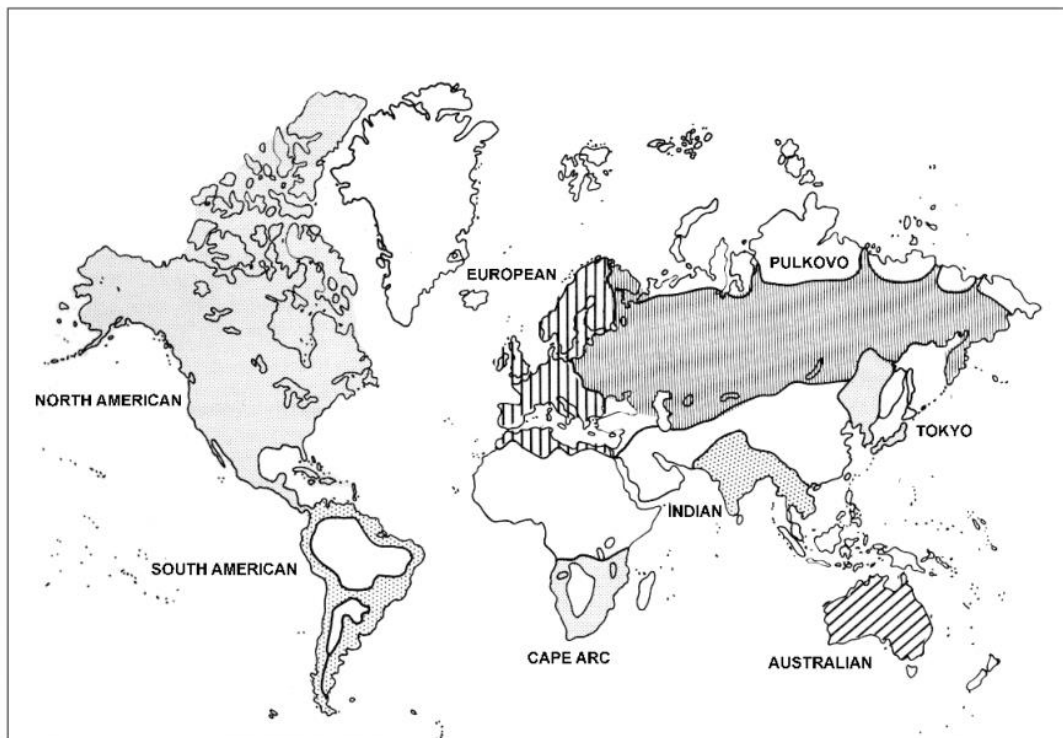 PULKOVO
EUROPEAN
NORTH AMERICAN
TOKYO
INDIAN
SOUTH AMERICAN
CAPE ARC
AUSTRALIAN